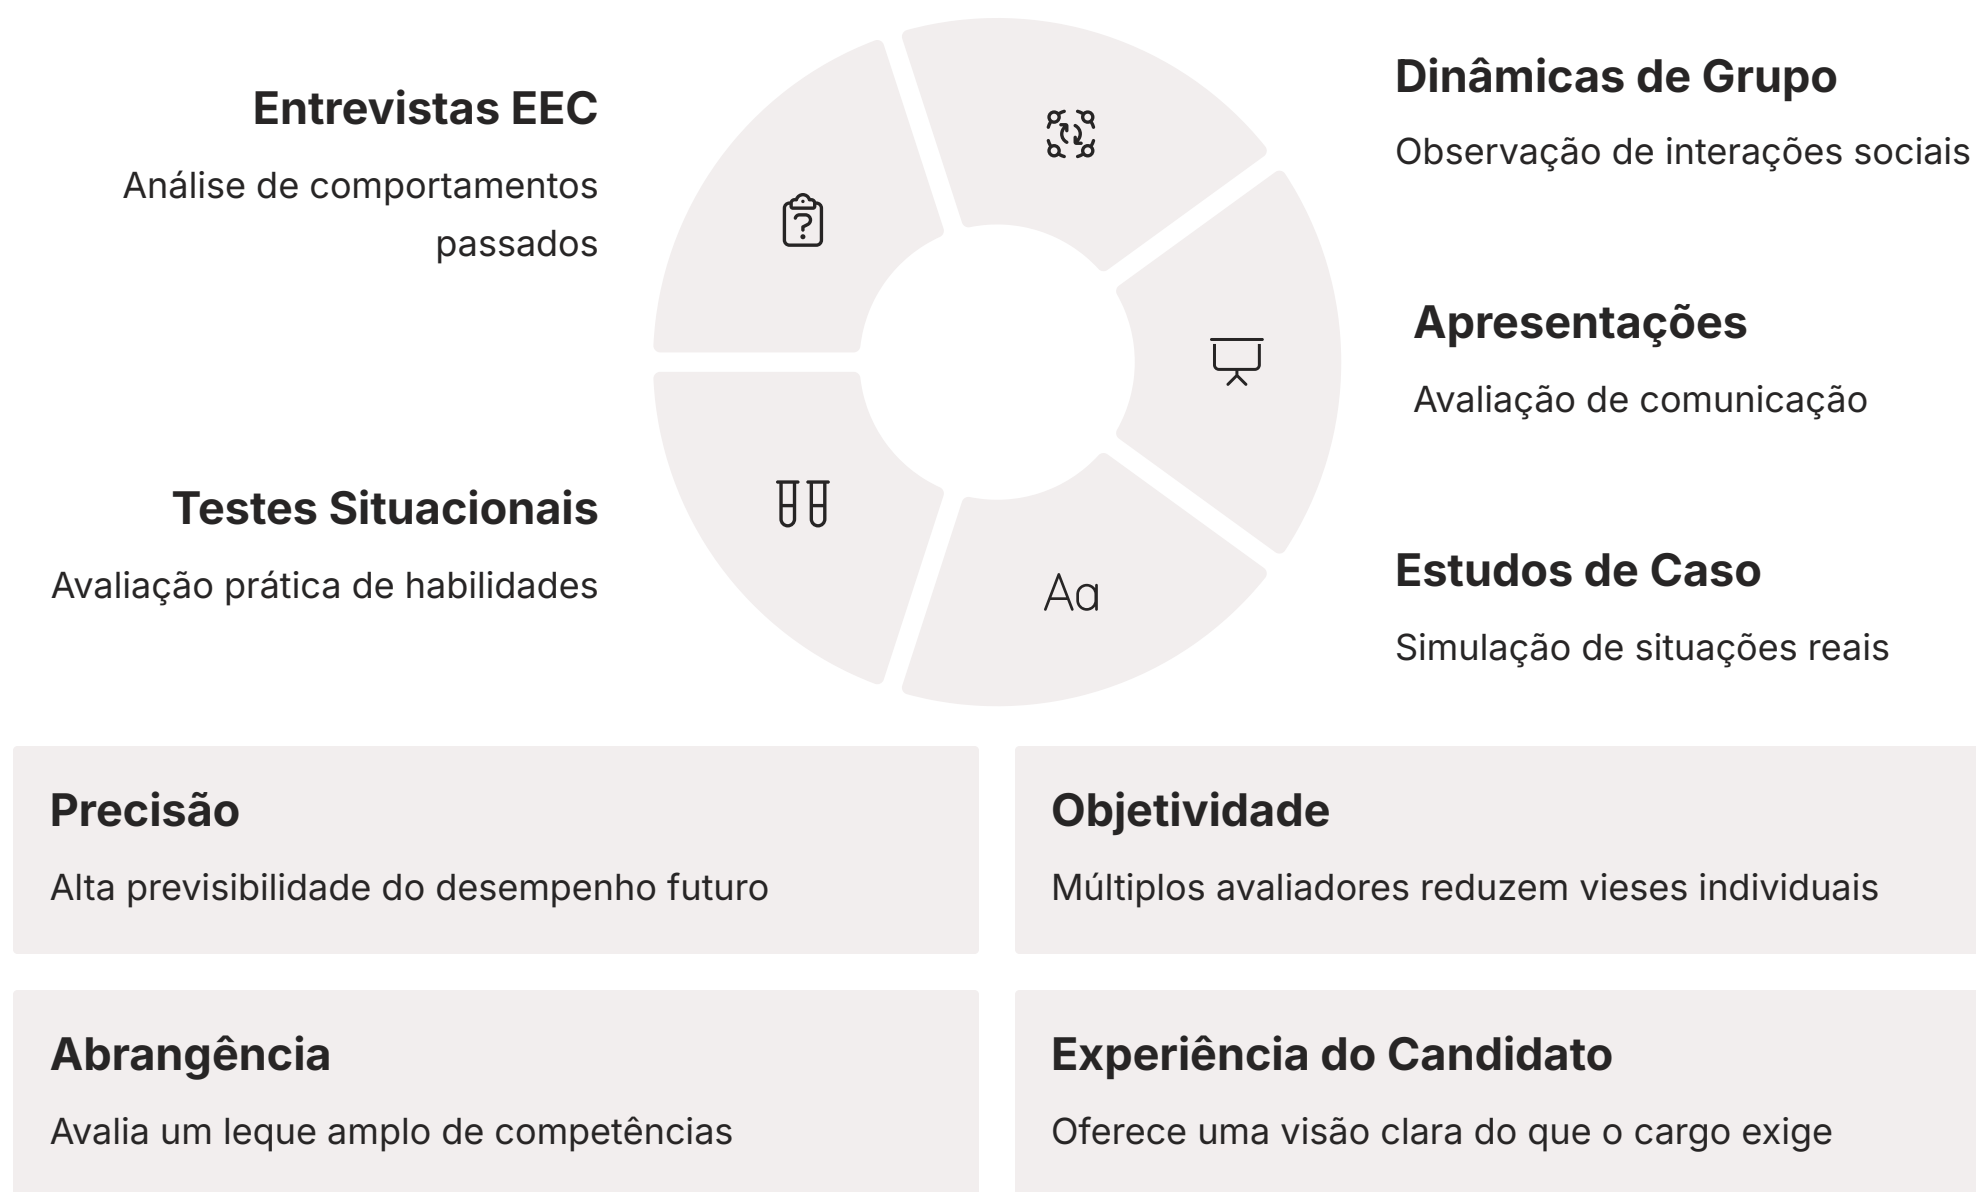 Entrevistas EEC
Análise de comportamentos
passados
Testes Situacionais
Avaliação prática de habilidades
Dinâmicas de Grupo
Observação de interações sociais
Apresentações
Avaliação de comunicação
Estudos de Caso
Simulação de situações reais
Aa
Precisão
Alta previsibilidade do desempenho futuro
Objetividade
Múltiplos avaliadores reduzem vieses individuais
Abrangência
Avalia um leque amplo de competências
Experiência do Candidato
Oferece uma visão clara do que o cargo exige